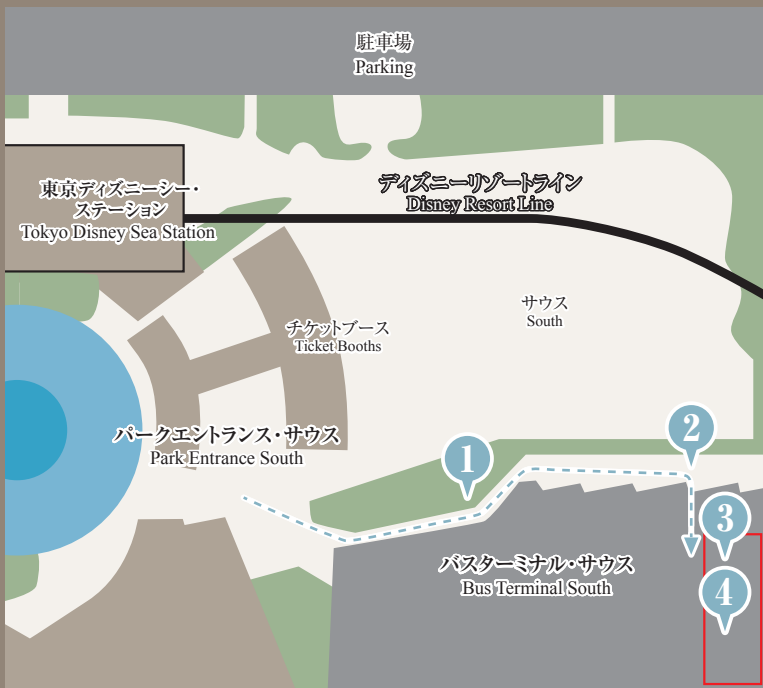 駐車場
Parking
東京ディズニーシー・
ステーション
Tokyo Disney Sea Station
ディズニーリゾートライン
Disney Resort Line
サウス
South
チケットブース
Ticket Booths
パークエントランス・サウス
Park Entrance South
1
2
3
4
バスターミナル・サウス
Bus Terminal South